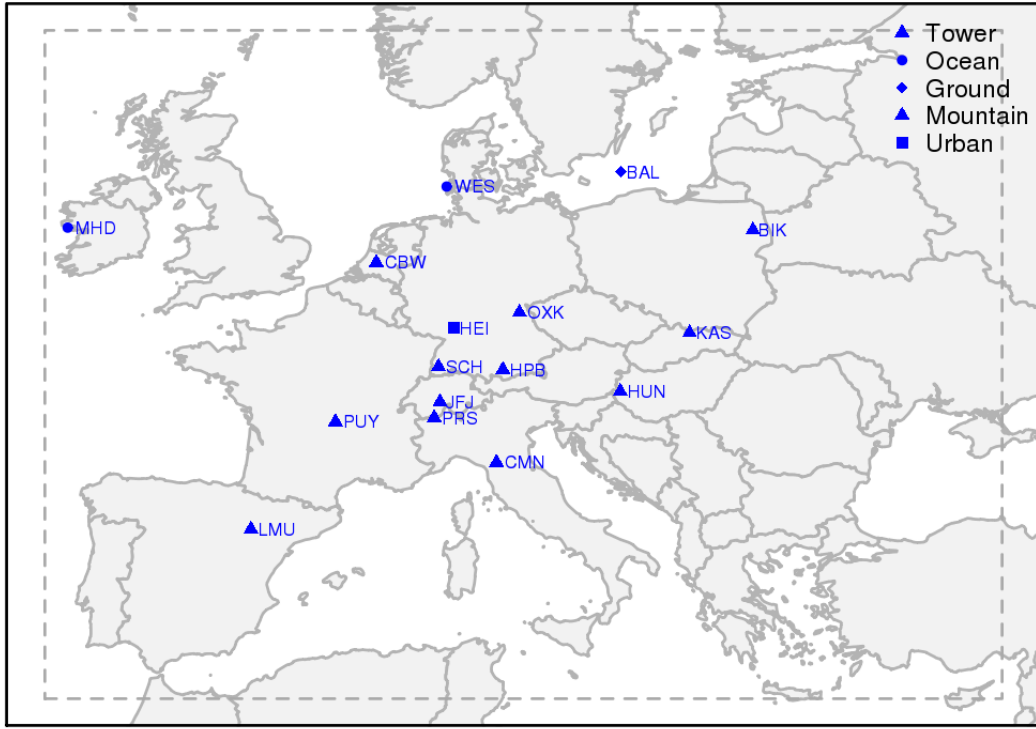 Tower
Ocean
Ground
Mountain
Urban
BAL
WES
MHD
BIK
CBW
OXK
HEI
KAS
SCH
HPB
HUN
JFJ
PRS
PUY
CMN
LMU